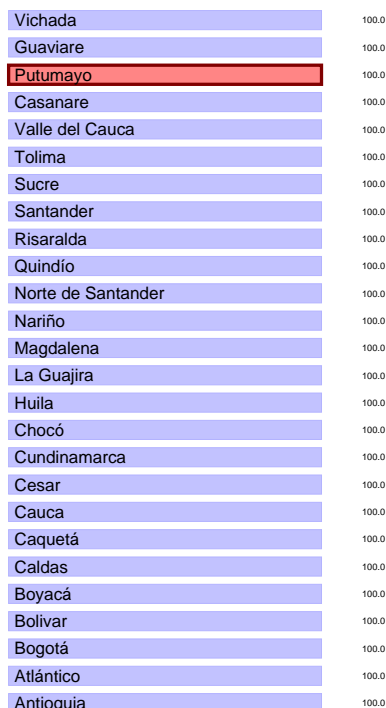 Vichada 100.0
Guaviare 100.0
Putumayo 100.0
Casanare 100.0
Valle del Cauca 100.0
Tolima 100.0
Sucre 100.0
Santander 100.0
Risaralda 100.0
Quindío 100.0
Norte de Santander 100.0
Nariño 100.0
Magdalena 100.0
La Guajira 100.0
Huila 100.0
Chocó 100.0
Cundinamarca 100.0
Cesar 100.0
Cauca 100.0
Caquetá 100.0
Caldas 100.0
Boyacá 100.0
Bolivar 100.0
Bogotá 100.0
Atlántico 100.0
Antioquia 100.0